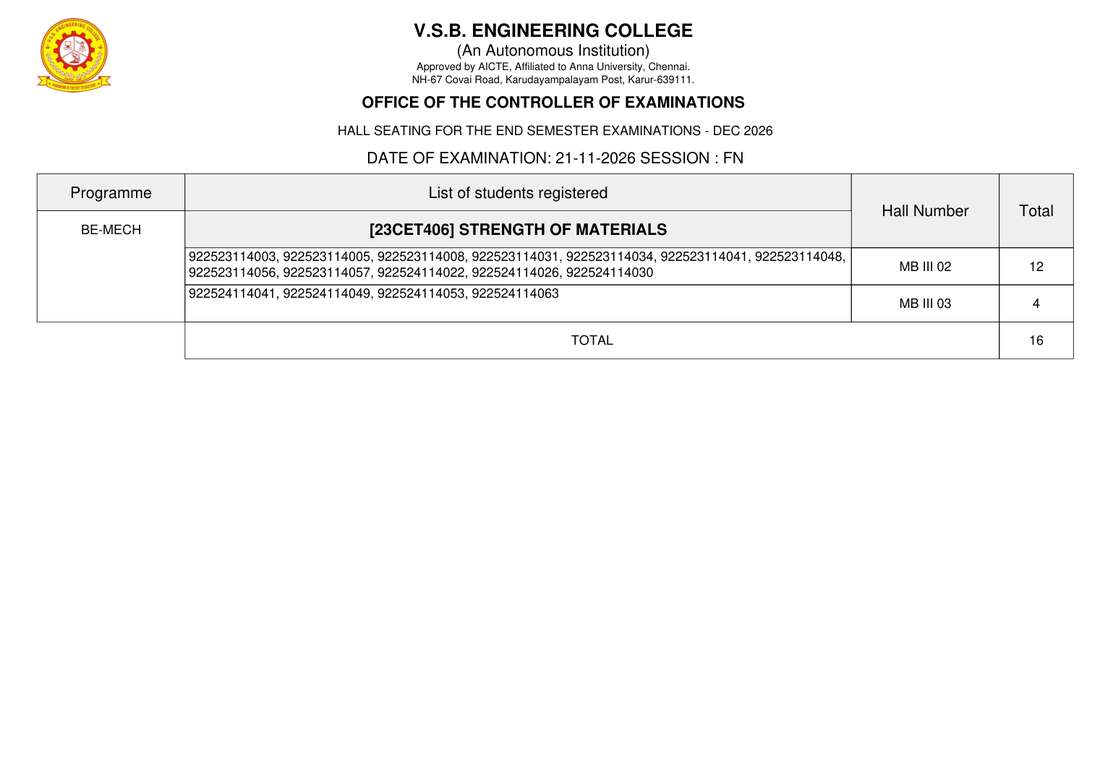 V.S.B. ENGINEERING COLLEGE
(An Autonomous Institution)
Approved by AICTE, Affiliated to Anna University, Chennai.
NH-67 Covai Road, Karudayampalayam Post, Karur-639111.
OFFICE OF THE CONTROLLER OF EXAMINATIONS
HALL SEATING FOR THE END SEMESTER EXAMINATIONS - DEC 2026
DATE OF EXAMINATION: 21-11-2026 SESSION : FN
Programme List of students registered Hall Number Total
BE-MECH [23CET406] STRENGTH OF MATERIALS
922523114003, 922523114005, 922523114008, 922523114031, 922523114034, 922523114041, 922523114048,
922523114056, 922523114057, 922524114022, 922524114026, 922524114030
MB III 02 12
922524114041, 922524114049, 922524114053, 922524114063
MB III 03 4
TOTAL 16